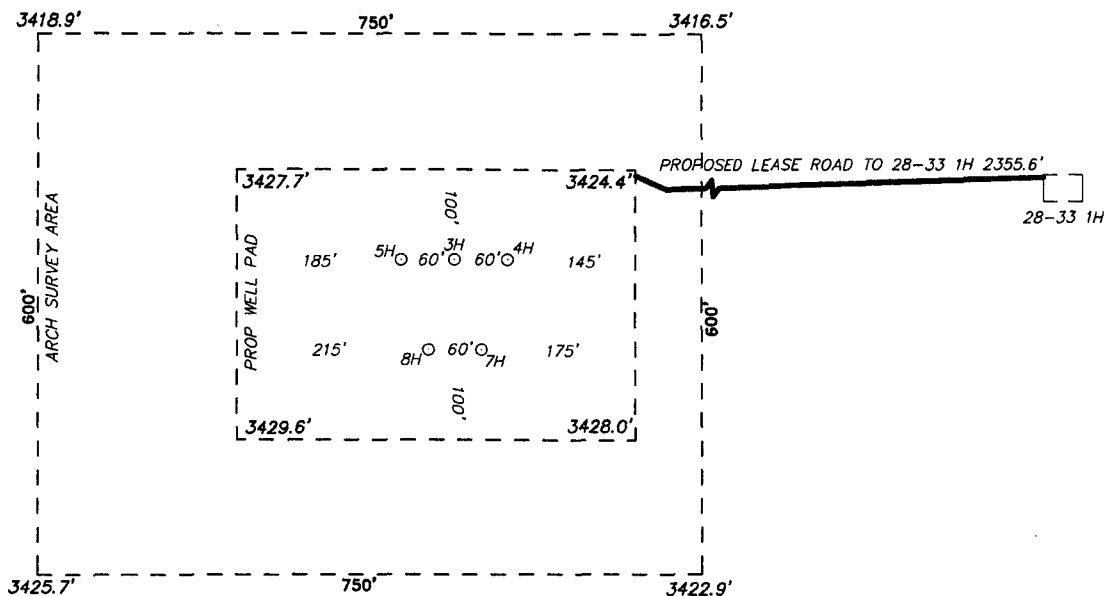 3418.9' 750' 3416.5'
PROPOSED LEASE ROAD TO 28-33 1H 2355.6'
3427.7' 3424.4'
28-33 1H
100'
5H 60' 3H 60' 4H
185' 145'
600' ARCH SURVEY AREA PROP WELL PAD 600'
215' 8H 60' 7H 175'
100'
3429.6' 3428.0'
3425.7' 750' 3422.9'